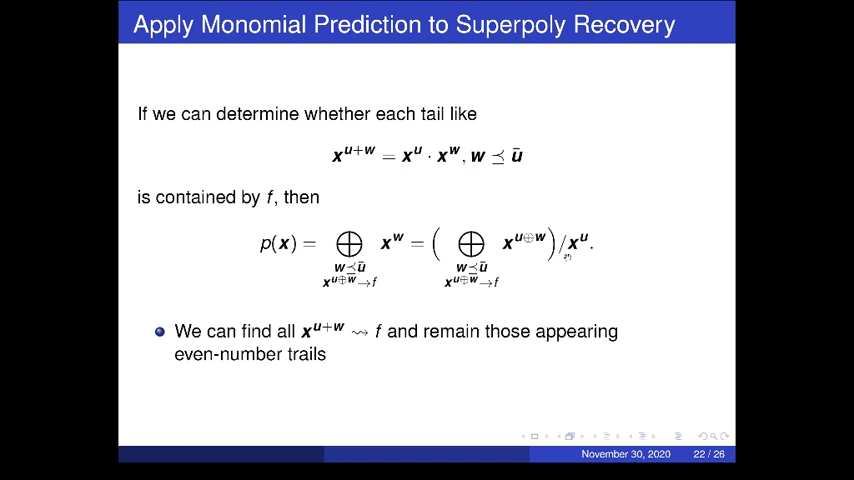 Apply Monomial Prediction to Superpoly Recovery
If we can determine whether each tail like
x^{u+w} = x^u · x^w, w ⪯ ū
is contained by f, then
p(x) = ⊕_{w⪯ū, x^{u⊕w}→f} x^w = ( ⊕_{w⪯ū, x^{u⊕w}→f} x^{u⊕w} ) / x^u.
We can find all x^{u+w} ⇝ f and remain those appearing
even-number trails
November 30, 2020 22 / 26